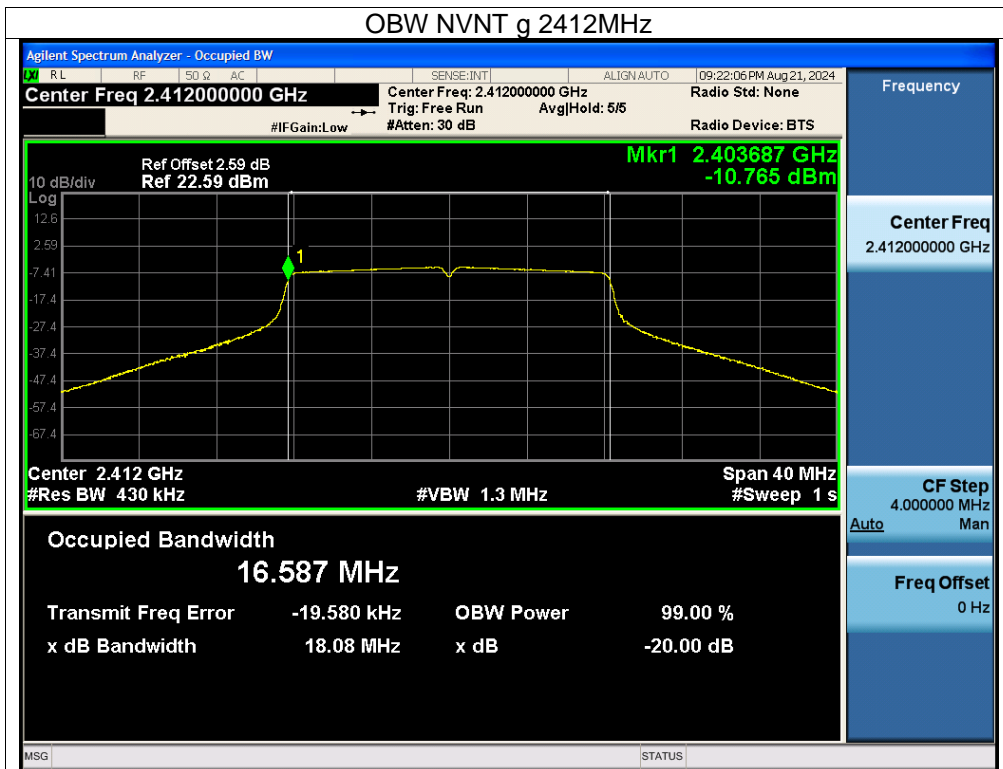 OBW NVNT g 2412MHz
Agilent Spectrum Analyzer - Occupied BW
LXI RL RF 50 Ω AC SENSE:INT ALIGN AUTO 09:22:06 PM Aug 21, 2024
Center Freq 2.412000000 GHz
Center Freq: 2.412000000 GHz
Radio Std: None
Trig: Free Run Avg|Hold: 5/5
#IFGain:Low
#Atten: 30 dB
Radio Device: BTS
Ref Offset 2.59 dB
Mkr1 2.403687 GHz
10 dB/div Ref 22.59 dBm
-10.765 dBm
Log
12.6
2.59
-7.41
-17.4
-27.4
-37.4
-47.4
-57.4
-67.4
1
Center 2.412 GHz
Span 40 MHz
#Res BW 430 kHz
#VBW 1.3 MHz
#Sweep 1 s
Occupied Bandwidth
16.587 MHz
Transmit Freq Error -19.580 kHz OBW Power 99.00 %
x dB Bandwidth 18.08 MHz x dB -20.00 dB
Frequency
Center Freq
2.412000000 GHz
CF Step
4.000000 MHz
Auto Man
Freq Offset
0 Hz
MSG STATUS